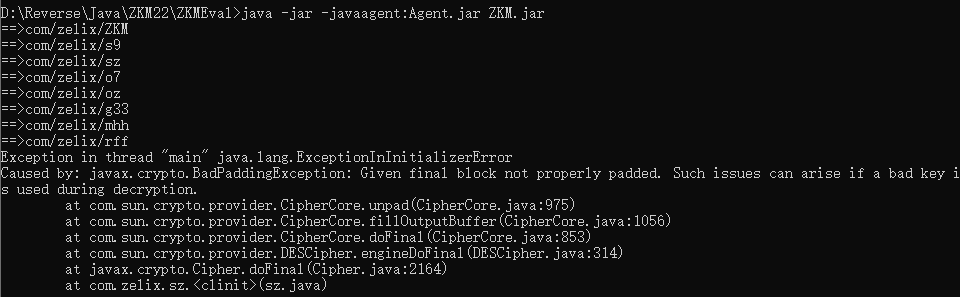 D:\Reverse\Java\ZKM22\ZKMEval>java -jar -javaagent:Agent.jar ZKM.jar
==>com/zelix/ZKM
==>com/zelix/s9
==>com/zelix/sz
==>com/zelix/o7
==>com/zelix/oz
==>com/zelix/g33
==>com/zelix/mhh
==>com/zelix/rff
Exception in thread "main" java.lang.ExceptionInInitializerError
Caused by: javax.crypto.BadPaddingException: Given final block not properly padded. Such issues can arise if a bad key i
s used during decryption.
        at com.sun.crypto.provider.CipherCore.unpad(CipherCore.java:975)
        at com.sun.crypto.provider.CipherCore.fillOutputBuffer(CipherCore.java:1056)
        at com.sun.crypto.provider.CipherCore.doFinal(CipherCore.java:853)
        at com.sun.crypto.provider.DESCipher.engineDoFinal(DESCipher.java:314)
        at javax.crypto.Cipher.doFinal(Cipher.java:2164)
        at com.zelix.sz.<clinit>(sz.java)